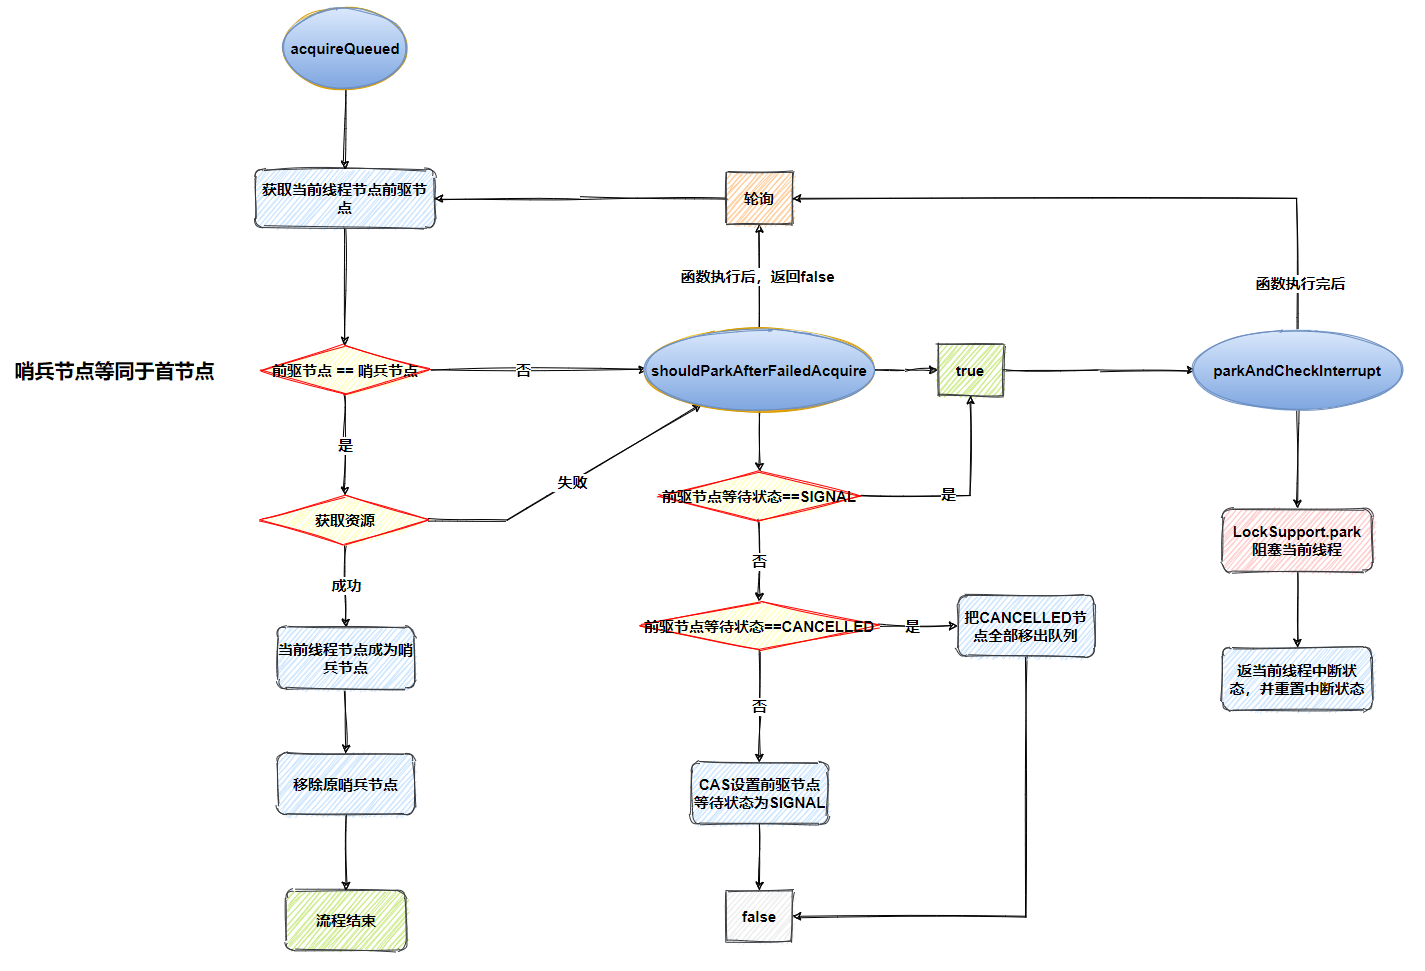 acquireQueued
获取当前线程节点前驱节
点
轮询
函数执行后，返回false
函数执行完后
哨兵节点等同于首节点
前驱节点 == 哨兵节点
否
shouldParkAfterFailedAcquire
true
parkAndCheckInterrupt
是
失败
前驱节点等待状态==SIGNAL
是
获取资源
LockSupport.park
阻塞当前线程
否
成功
前驱节点等待状态==CANCELLED
是
把CANCELLED节
点全部移出队列
当前线程节点成为哨
兵节点
返当前线程中断状
态，并重置中断状态
否
移除原哨兵节点
CAS设置前驱节点
等待状态为SIGNAL
流程结束
false